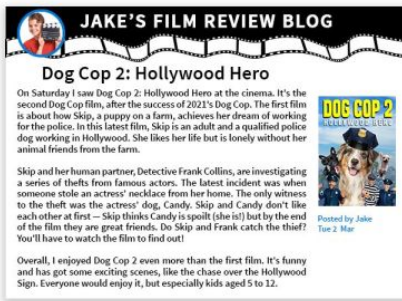 JAKE'S FILM REVIEW BLOG
Dog Cop 2: Hollywood Hero
On Saturday I saw Dog Cop 2: Hollywood Hero at the cinema. It's the
second Dog Cop film, after the success of 2021's Dog Cop. The first film
is about how Skip, a puppy on a farm, achieves her dream of working
for the police. In this latest film, Skip is an adult and a qualified police
dog working in Hollywood. She likes her life but is lonely without her
animal friends from the farm.
Skip and her human partner, Detective Frank Collins, are investigating
a series of thefts from famous actors. The latest incident was when
someone stole an actress' necklace from her home. The only witness
to the theft was the actress' dog, Candy. Skip and Candy don't like
each other at first — Skip thinks Candy is spoilt (she is!) but by the end
of the film they are great friends. Do Skip and Frank catch the thief?
You'll have to watch the film to find out!
Overall, I enjoyed Dog Cop 2 even more than the first film. It's funny
and has got some exciting scenes, like the chase over the Hollywood
Sign. Everyone would enjoy it, but especially kids aged 5 to 12.
DOG COP 2
HOLLYWOOD HERO
Posted by Jake
Tue 2 Mar